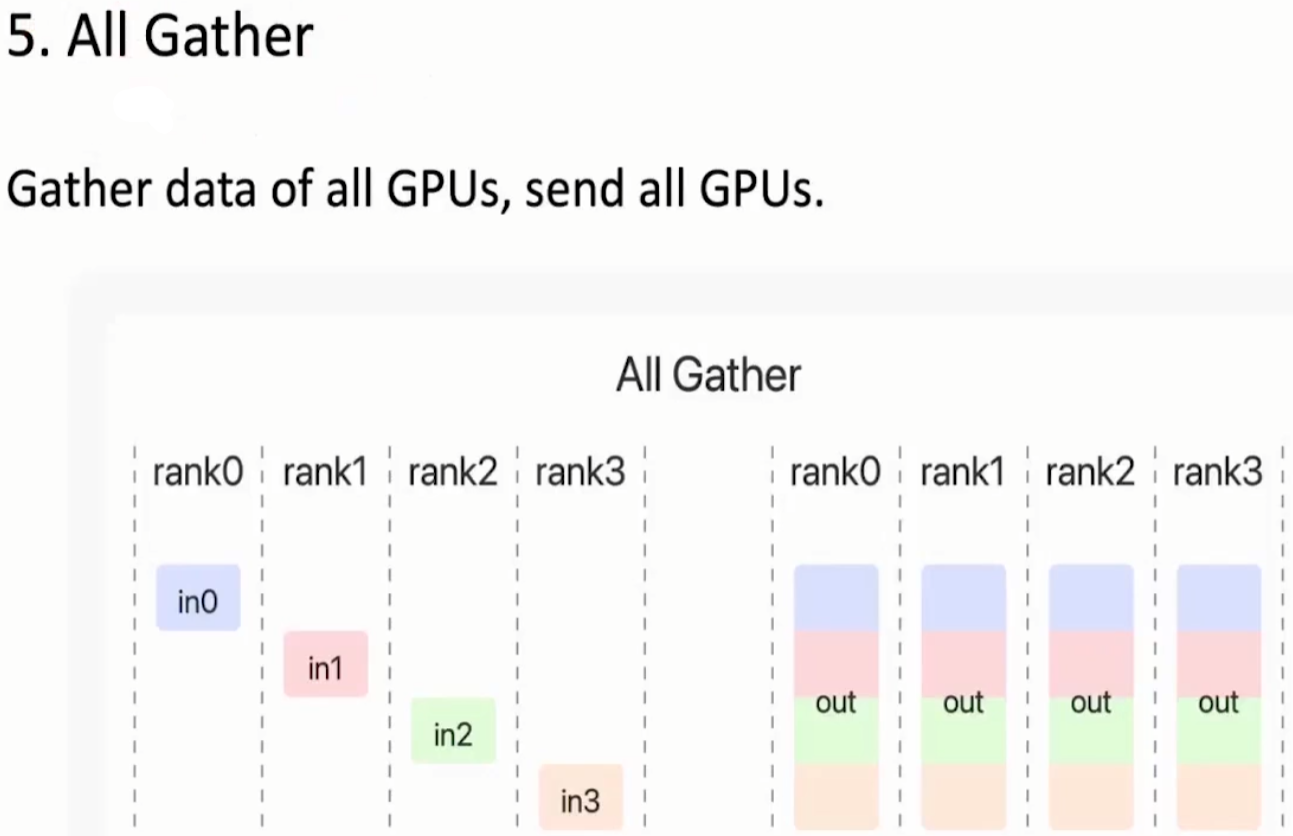 5. All Gather
Gather data of all GPUs, send all GPUs.
All Gather
rank0 rank1 rank2 rank3 rank0 rank1 rank2 rank3
in0
in1
out out out out
in2
in3